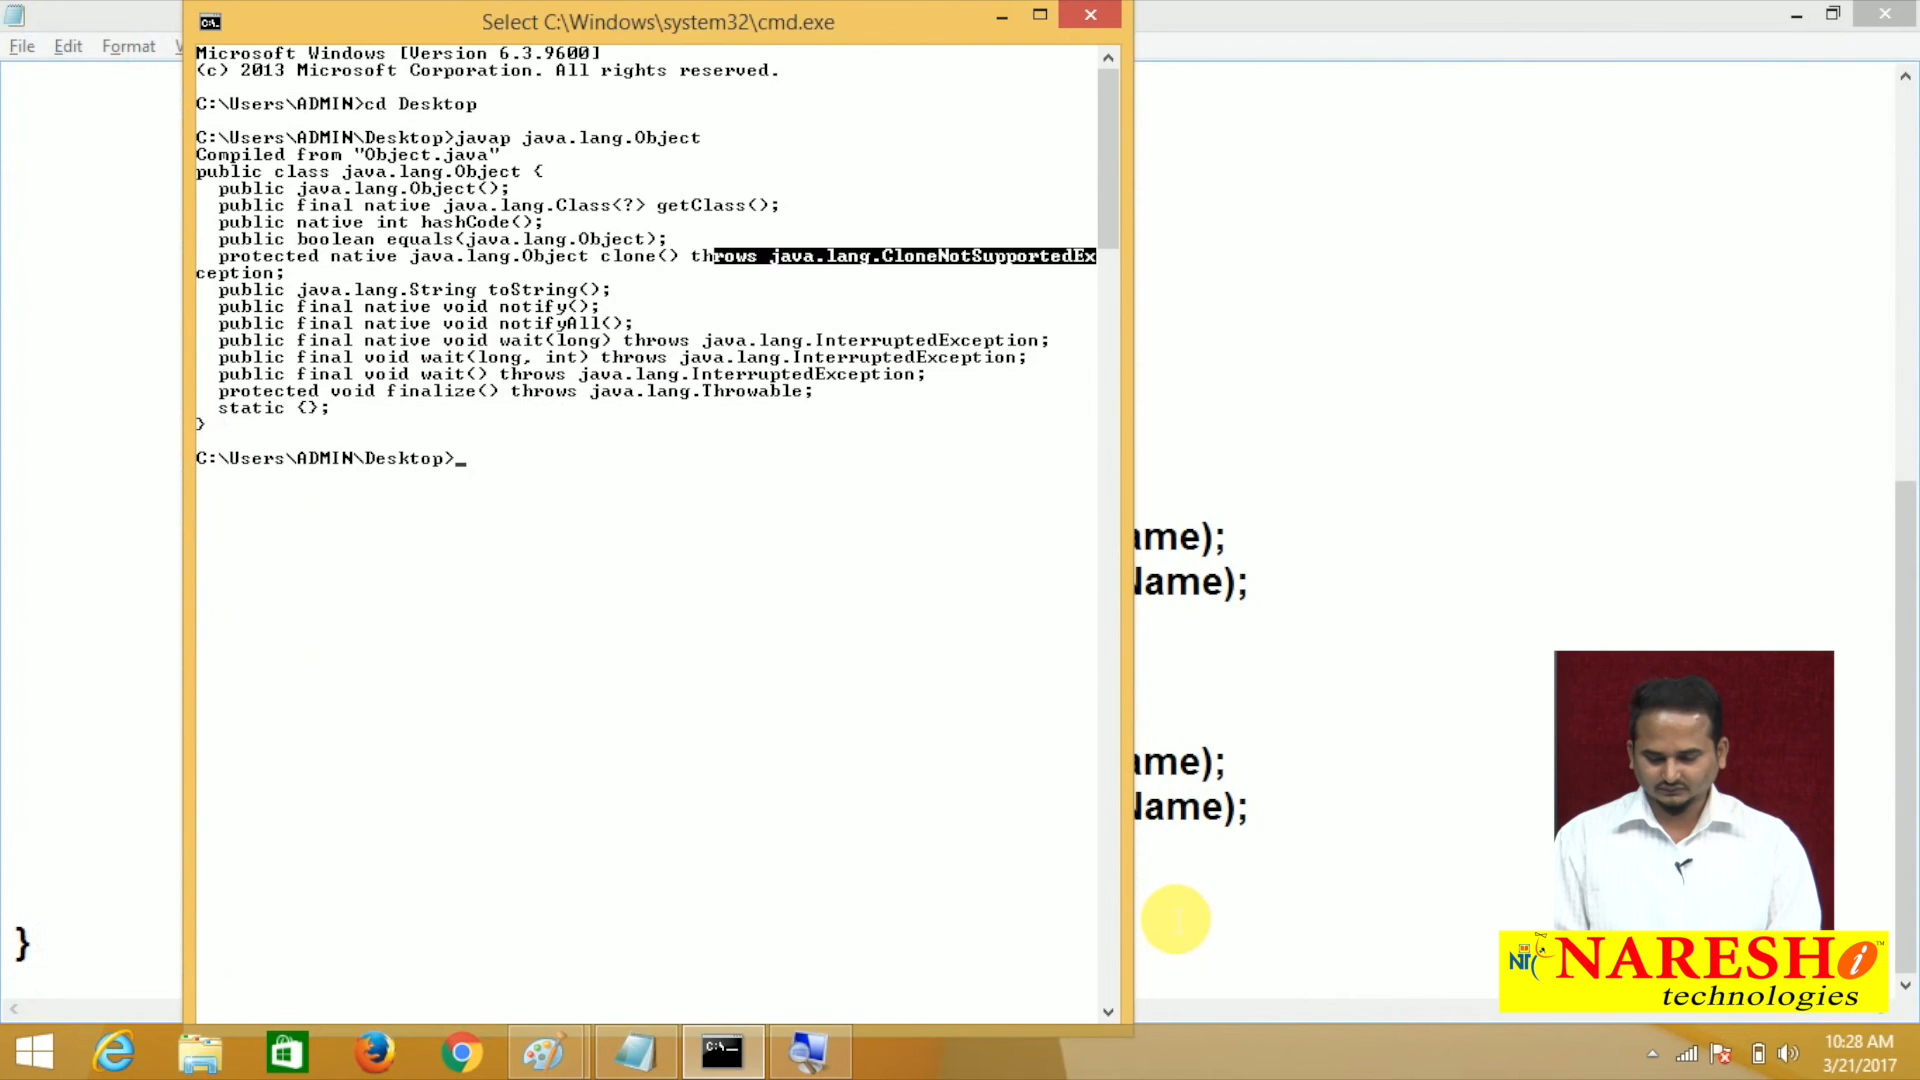 Select C:\Windows\system32\cmd.exe
File Edit Format V
Microsoft Windows [Version 6.3.9600]
(c) 2013 Microsoft Corporation. All rights reserved.
C:\Users\ADMIN>cd Desktop
C:\Users\ADMIN\Desktop>javap java.lang.Object
Compiled from "Object.java"
public class java.lang.Object {
public java.lang.Object();
public final native java.lang.Class<?> getClass();
public native int hashCode();
public boolean equals(java.lang.Object);
protected native java.lang.Object clone() throws java.lang.CloneNotSupportedEx
ception;
public java.lang.String toString();
public final native void notify();
public final native void notifyAll();
public final native void wait(long) throws java.lang.InterruptedException;
public final void wait(long, int) throws java.lang.InterruptedException;
public final void wait() throws java.lang.InterruptedException;
protected void finalize() throws java.lang.Throwable;
static {};
}
C:\Users\ADMIN\Desktop>_
ame);
Name);
ame);
Name);
}
NARESH i
technologies
10:28 AM
3/21/2017